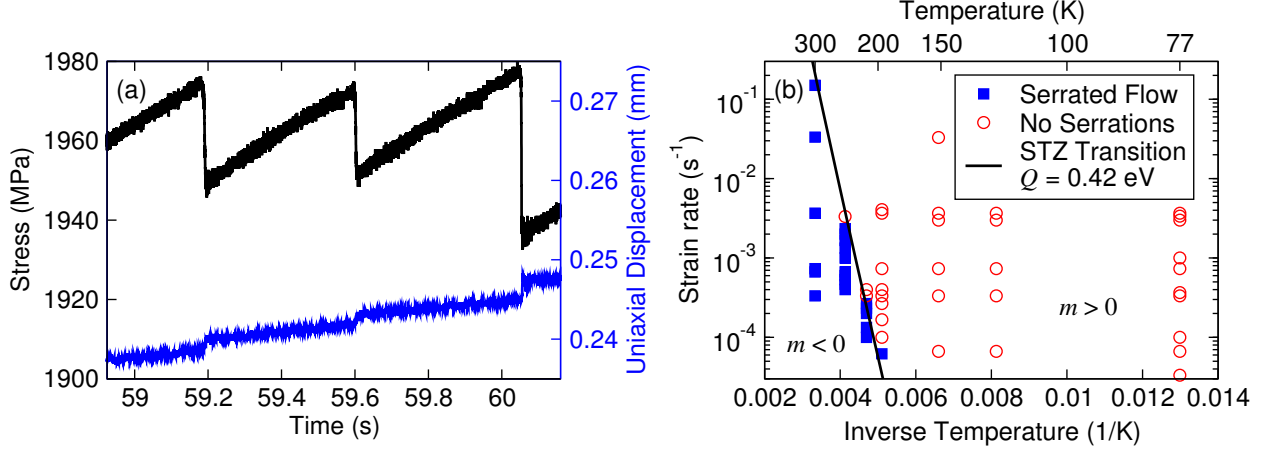 (a)
1980
1960
1940
1920
1900
Stress (MPa)
59
59.2
59.4
59.6
59.8
60
Time (s)
0.27
0.26
0.25
0.24
Uniaxial Displacement (mm)
Temperature (K)
300
200
150
100
77
(b)
10⁻¹
10⁻²
10⁻³
10⁻⁴
Strain rate (s⁻¹)
Serrated Flow
No Serrations
STZ Transition
Q = 0.42 eV
m < 0
m > 0
0.002
0.004
0.006
0.008
0.010
0.012
0.014
Inverse Temperature (1/K)